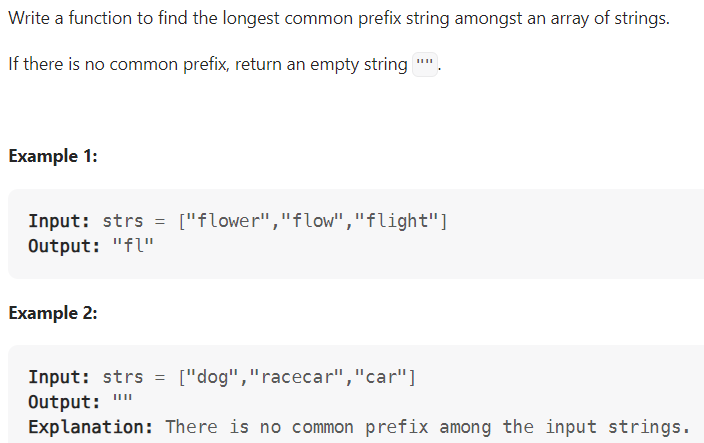 Write a function to find the longest common prefix string amongst an array of strings.
If there is no common prefix, return an empty string "".
Example 1:
Input: strs = ["flower","flow","flight"]
Output: "fl"
Example 2:
Input: strs = ["dog","racecar","car"]
Output: ""
Explanation: There is no common prefix among the input strings.